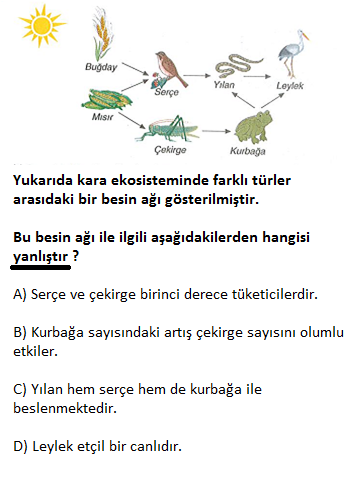 Buğday
Serçe
Yılan
Leylek
Mısır
Çekirge
Kurbağa
Yukarıda kara ekosisteminde farklı türler
arasıdaki bir besin ağı gösterilmiştir.
Bu besin ağı ile ilgili aşağıdakilerden hangisi
yanlıştır ?
A) Serçe ve çekirge birinci derece tüketicilerdir.
B) Kurbağa sayısındaki artış çekirge sayısını olumlu
etkiler.
C) Yılan hem serçe hem de kurbağa ile
beslenmektedir.
D) Leylek etçil bir canlıdır.